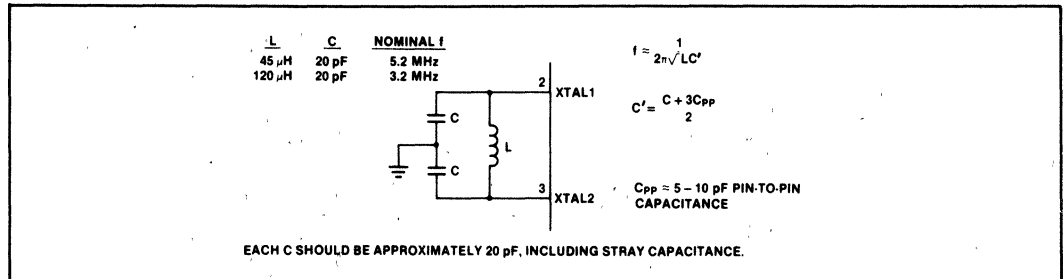 L C NOMINAL f
45 μH 20 pF 5.2 MHz
120 μH 20 pF 3.2 MHz
f ≈ 1
2π√LC'
2 XTAL1
C
C' = C + 3CPP
2
L
C
3 XTAL2
CPP ≈ 5 – 10 pF PIN-TO-PIN
CAPACITANCE
EACH C SHOULD BE APPROXIMATELY 20 pF, INCLUDING STRAY CAPACITANCE.